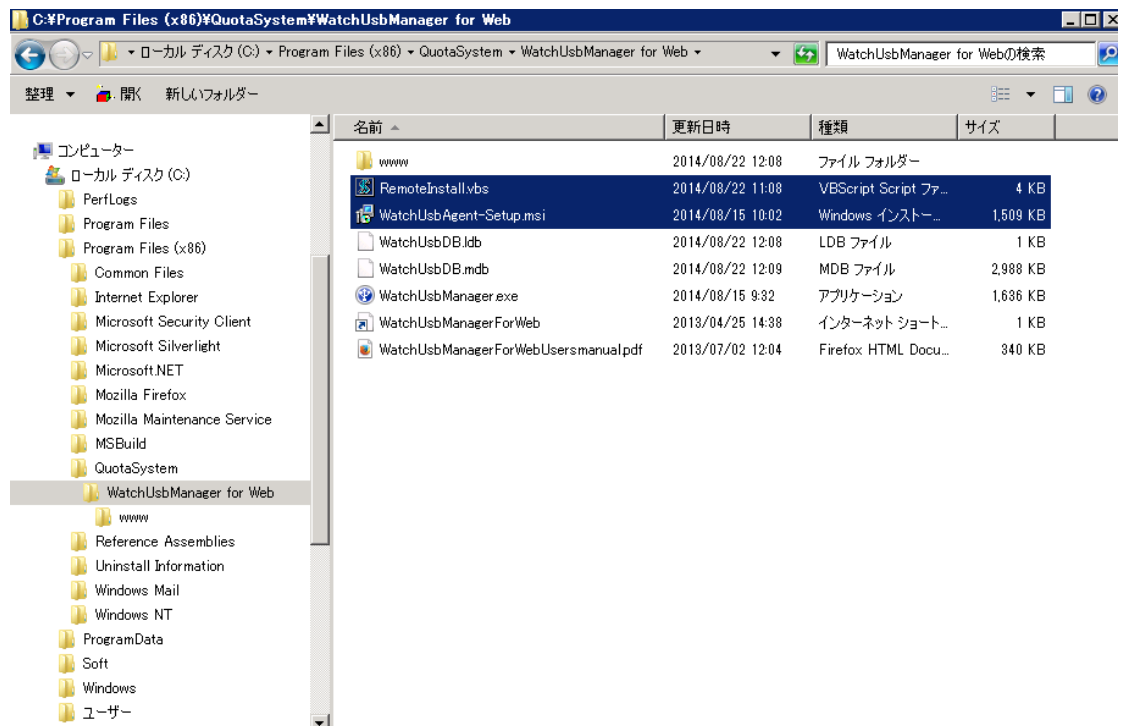 C:¥Program Files (x86)¥QuotaSystem¥WatchUsbManager for Web
ローカル ディスク (C:) ▾ Program Files (x86) ▾ QuotaSystem ▾ WatchUsbManager for Web ▾
WatchUsbManager for Webの検索
整理 ▼ 開く 新しいフォルダー
名前 更新日時 種類 サイズ
コンピューター
ローカル ディスク (C:)
PerfLogs
Program Files
Program Files (x86)
Common Files
Internet Explorer
Microsoft Security Client
Microsoft Silverlight
Microsoft.NET
Mozilla Firefox
Mozilla Maintenance Service
MSBuild
QuotaSystem
WatchUsbManager for Web
www
Reference Assemblies
Uninstall Information
Windows Mail
Windows NT
ProgramData
Soft
Windows
ユーザー
www 2014/08/22 12:08 ファイル フォルダー
RemoteInstall.vbs 2014/08/22 11:08 VBScript Script ファ... 4 KB
WatchUsbAgent-Setup.msi 2014/08/15 10:02 Windows インストー... 1,509 KB
WatchUsbDB.ldb 2014/08/22 12:08 LDB ファイル 1 KB
WatchUsbDB.mdb 2014/08/22 12:09 MDB ファイル 2,988 KB
WatchUsbManager.exe 2014/08/15 9:32 アプリケーション 1,636 KB
WatchUsbManagerForWeb 2013/04/25 14:38 インターネット ショート... 1 KB
WatchUsbManagerForWebUsersmanual.pdf 2013/07/02 12:04 Firefox HTML Docu... 340 KB